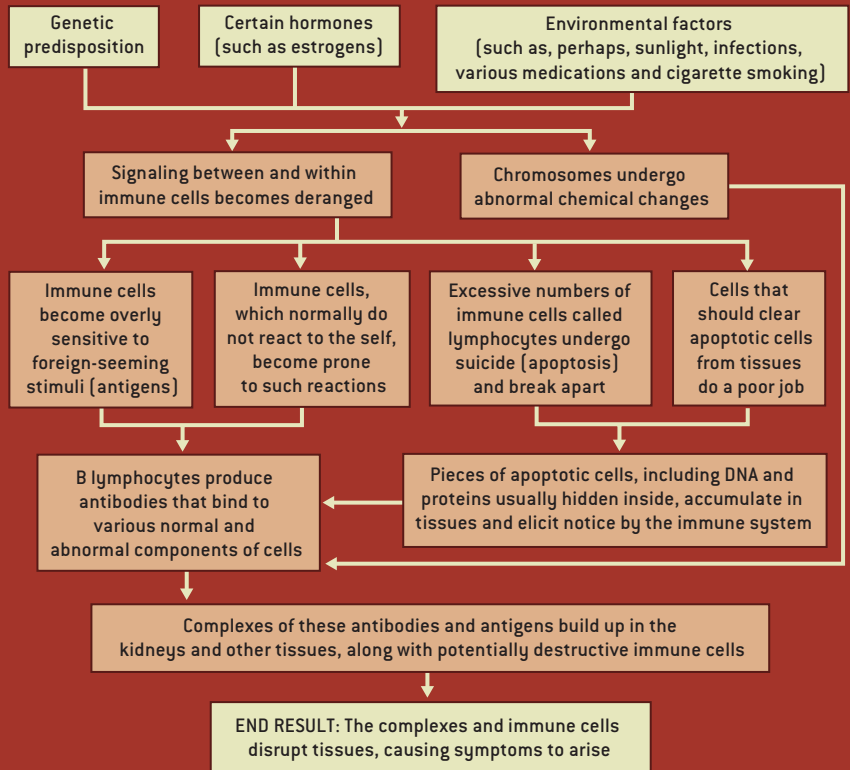 Genetic
predisposition
Certain hormones
(such as estrogens)
Environmental factors
(such as, perhaps, sunlight, infections,
various medications and cigarette smoking)
Signaling between and within
immune cells becomes deranged
Chromosomes undergo
abnormal chemical changes
Immune cells
become overly
sensitive to
foreign-seeming
stimuli (antigens)
Immune cells,
which normally do
not react to the self,
become prone
to such reactions
Excessive numbers of
immune cells called
lymphocytes undergo
suicide (apoptosis)
and break apart
Cells that
should clear
apoptotic cells
from tissues
do a poor job
B lymphocytes produce
antibodies that bind to
various normal and
abnormal components of cells
Pieces of apoptotic cells, including DNA and
proteins usually hidden inside, accumulate in
tissues and elicit notice by the immune system
Complexes of these antibodies and antigens build up in the
kidneys and other tissues, along with potentially destructive immune cells
END RESULT: The complexes and immune cells
disrupt tissues, causing symptoms to arise